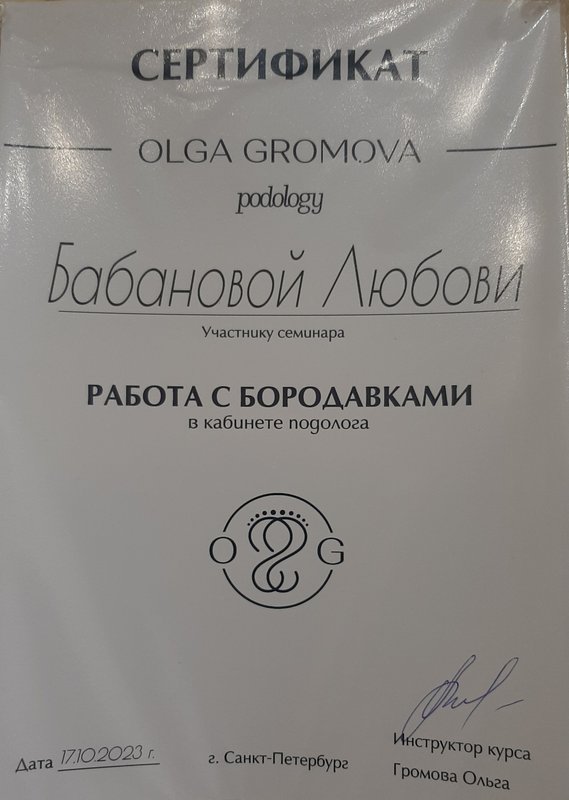 СЕРТИФИКАТ
OLGA GROMOVA
podology
Бабановой Любови
Участнику семинара
РАБОТА С БОРОДАВКАМИ
в кабинете подолога
O G
Дата 17.10.2023 г.
г. Санкт-Петербург
Инструктор курса
Громова Ольга